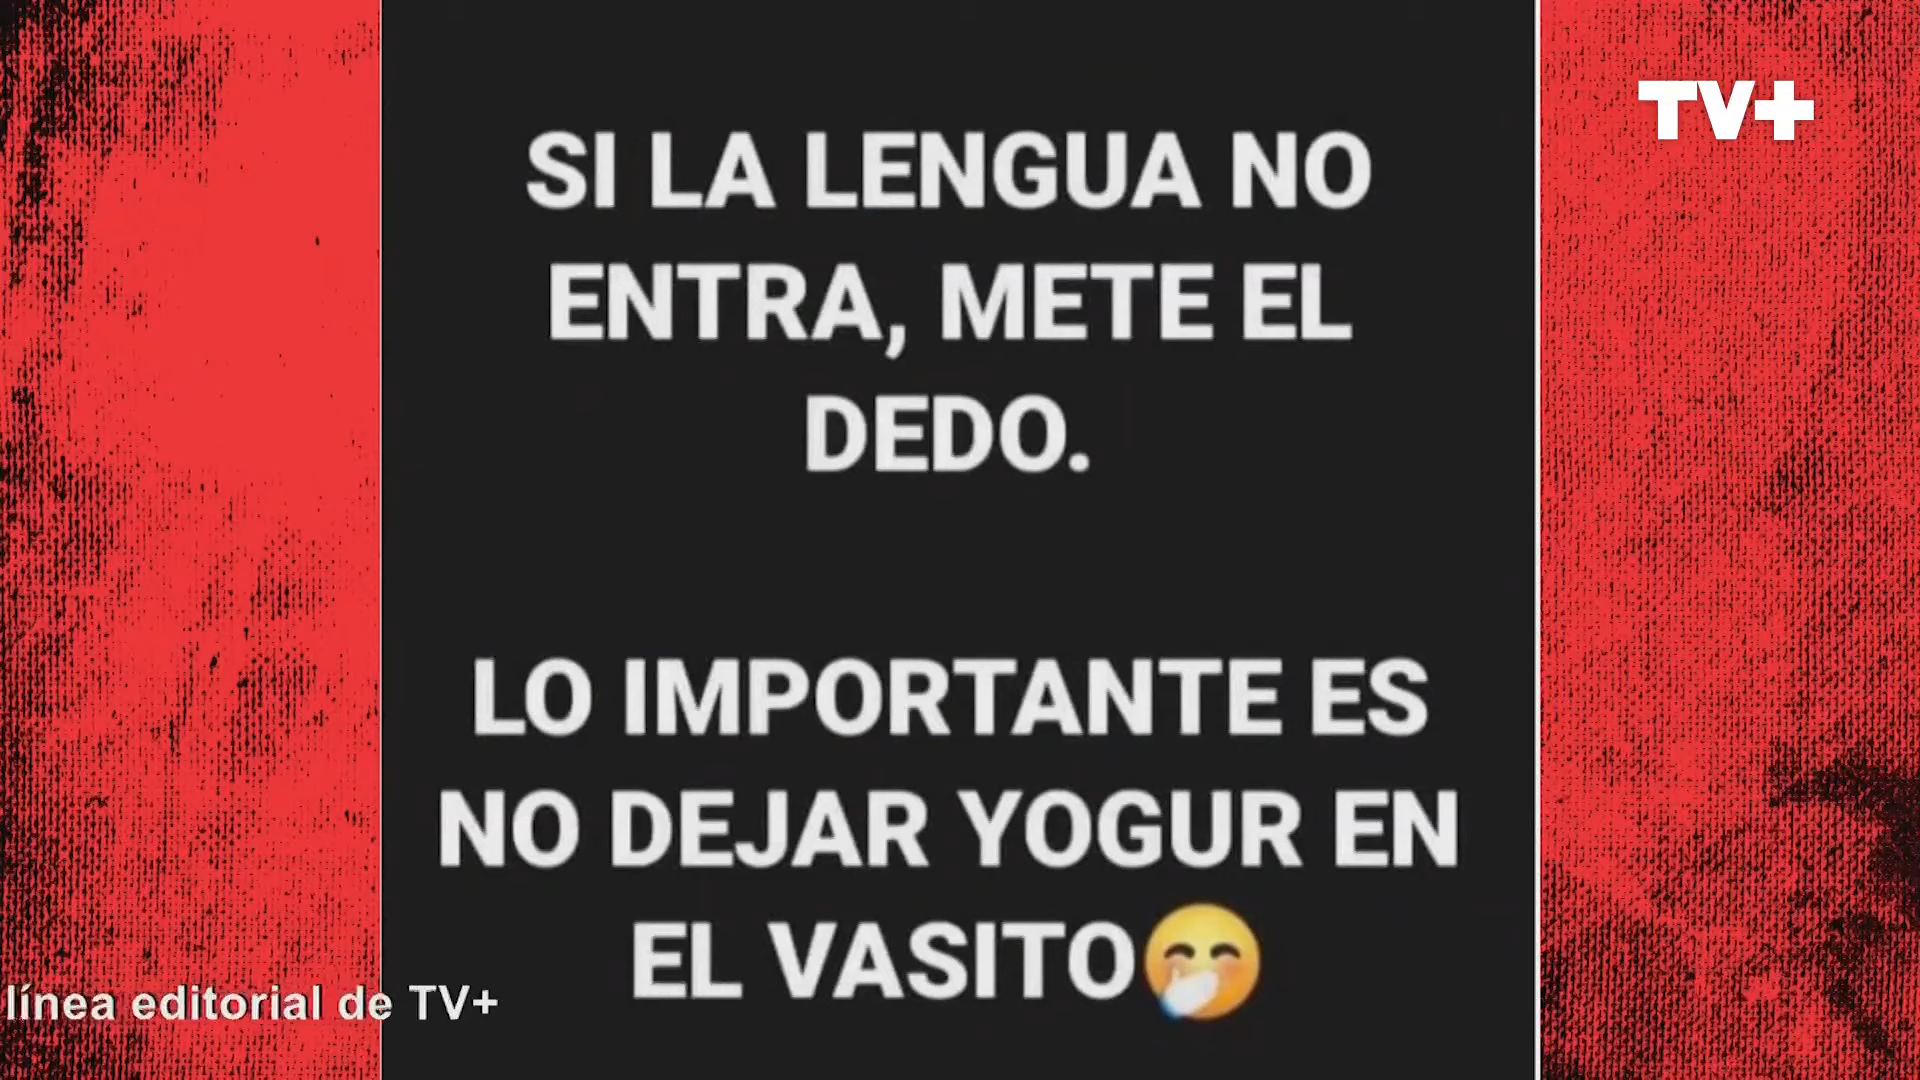 TV+
SI LA LENGUA NO
ENTRA, METE EL
DEDO.
LO IMPORTANTE ES
NO DEJAR YOGUR EN
EL VASITO🤭
línea editorial de TV+